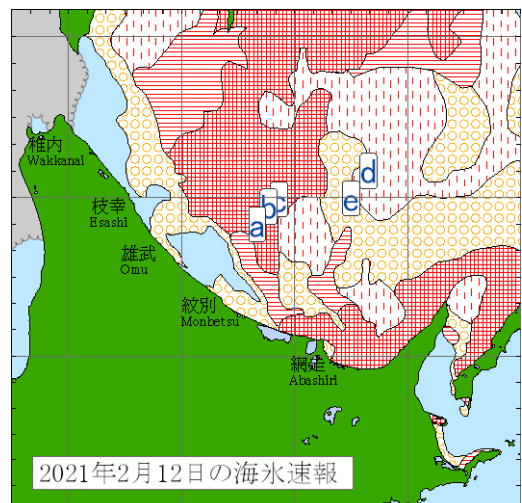 稚内
Wakkanai
枝幸
Esashi
雄武
Omu
紋別
Monbetsu
網走
Abashiri
a
b
c
d
e
2021年2月12日の海氷速報